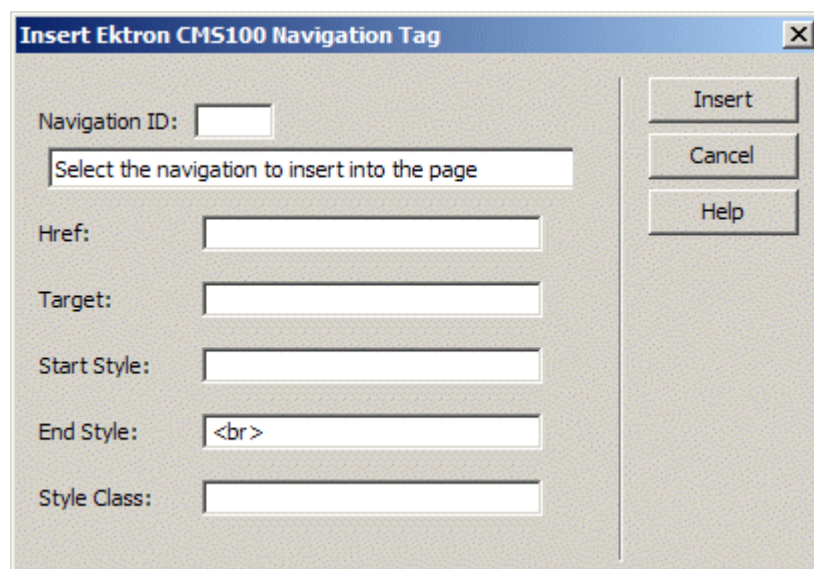 Insert Ektron CMS100 Navigation Tag
Navigation ID:
Select the navigation to insert into the page
Href:
Target:
Start Style:
End Style: <br>
Style Class:
Insert
Cancel
Help